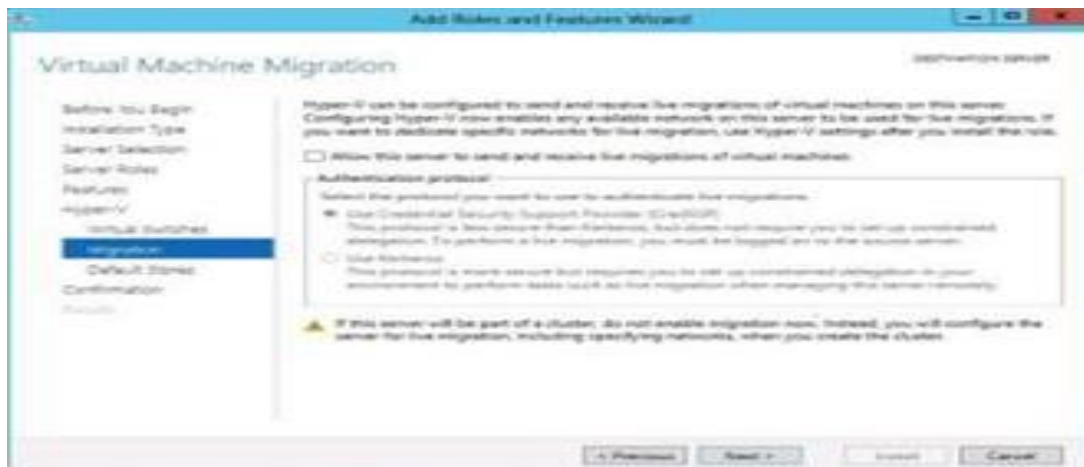 Add Roles and Features Wizard
Virtual Machine Migration
DESTINATION SERVER
Before You Begin
Installation Type
Server Selection
Server Roles
Features
Hyper-V
Virtual Switches
Migration
Default Stores
Confirmation
Results
Hyper-V can be configured to send and receive live migrations of virtual machines on this server.
Configuring Hyper-V now enables any available network on this server to be used for live migrations. If
you want to dedicate specific networks for live migration, use Hyper-V settings after you install the role.
Allow this server to send and receive live migrations of virtual machines
Authentication protocol
Select the protocol you want to use to authenticate live migrations.
Use Credential Security Support Provider (CredSSP)
This protocol is less secure than Kerberos, but does not require you to set up constrained
delegation. To perform a live migration, you must be logged on to the source server.
Use Kerberos
This protocol is more secure but requires you to set up constrained delegation in your
environment to perform tasks such as live migration when managing this server remotely.
If this server will be part of a cluster, do not enable migration now. Instead, you will configure the
server for live migration, including specifying networks, when you create the cluster.
< Previous
Next >
Install
Cancel